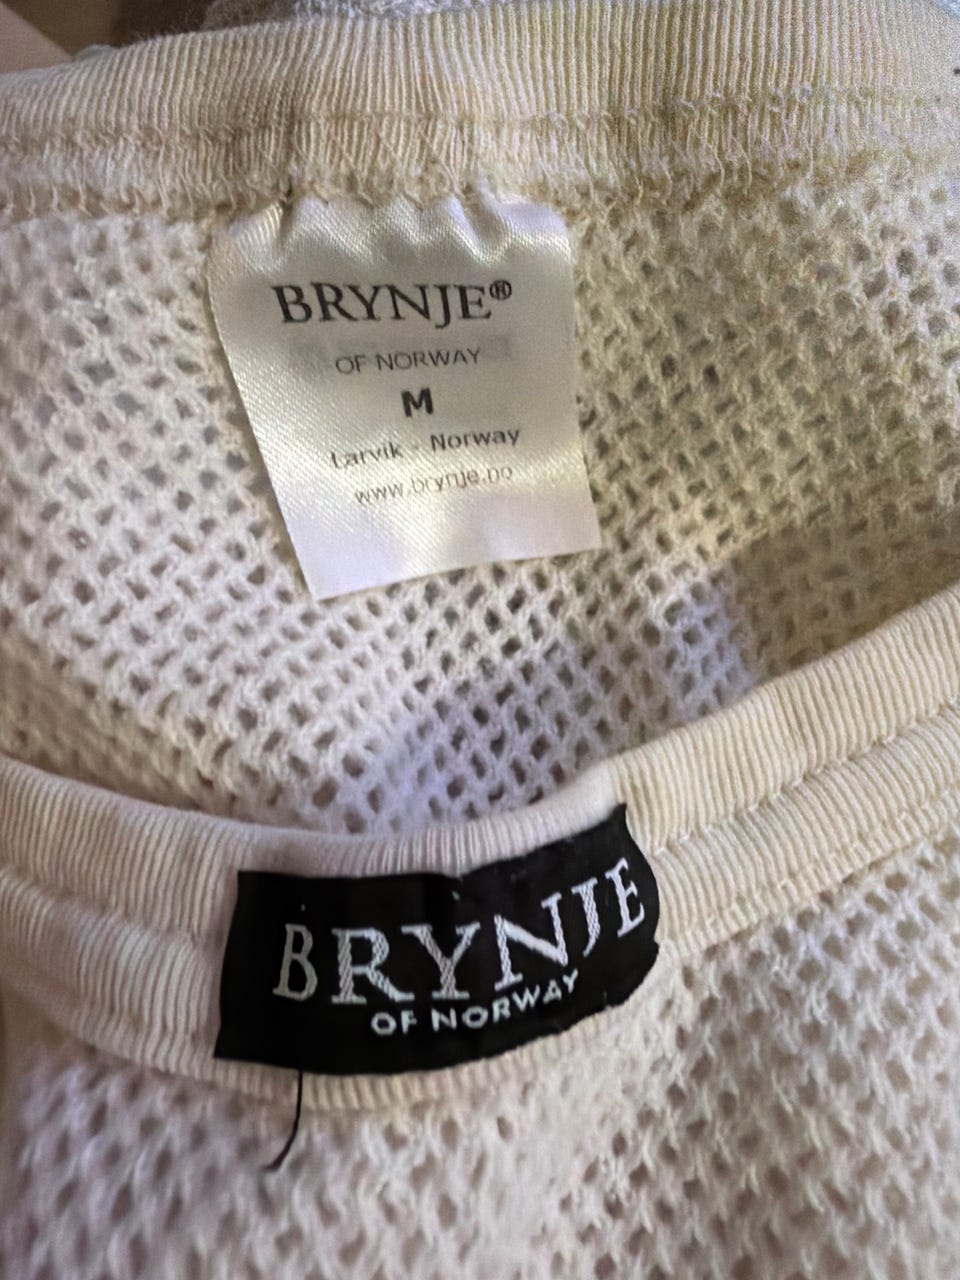 BRYNJE®
OF NORWAY
M
Larvik - Norway
www.brynje.no
BRYNJE
OF NORWAY